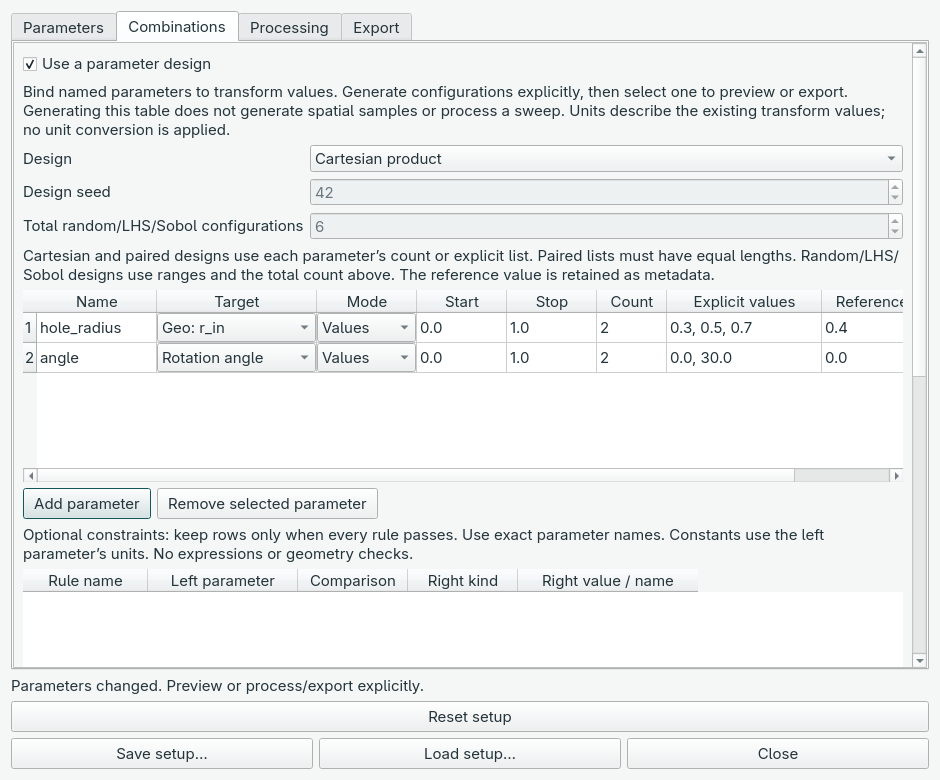 Parameters Combinations Processing Export
Use a parameter design
Bind named parameters to transform values. Generate configurations explicitly, then select one to preview or export.
Generating this table does not generate spatial samples or process a sweep. Units describe the existing transform values;
no unit conversion is applied.
Design Cartesian product
Design seed 42
Total random/LHS/Sobol configurations 6
Cartesian and paired designs use each parameter’s count or explicit list. Paired lists must have equal lengths. Random/LHS/
Sobol designs use ranges and the total count above. The reference value is retained as metadata.
Name Target Mode Start Stop Count Explicit values Reference
1 hole_radius Geo: r_in Values 0.0 1.0 2 0.3, 0.5, 0.7 0.4
2 angle Rotation angle Values 0.0 1.0 2 0.0, 30.0 0.0
Add parameter Remove selected parameter
Optional constraints: keep rows only when every rule passes. Use exact parameter names. Constants use the left
parameter’s units. No expressions or geometry checks.
Rule name Left parameter Comparison Right kind Right value / name
Parameters changed. Preview or process/export explicitly.
Reset setup
Save setup... Load setup... Close